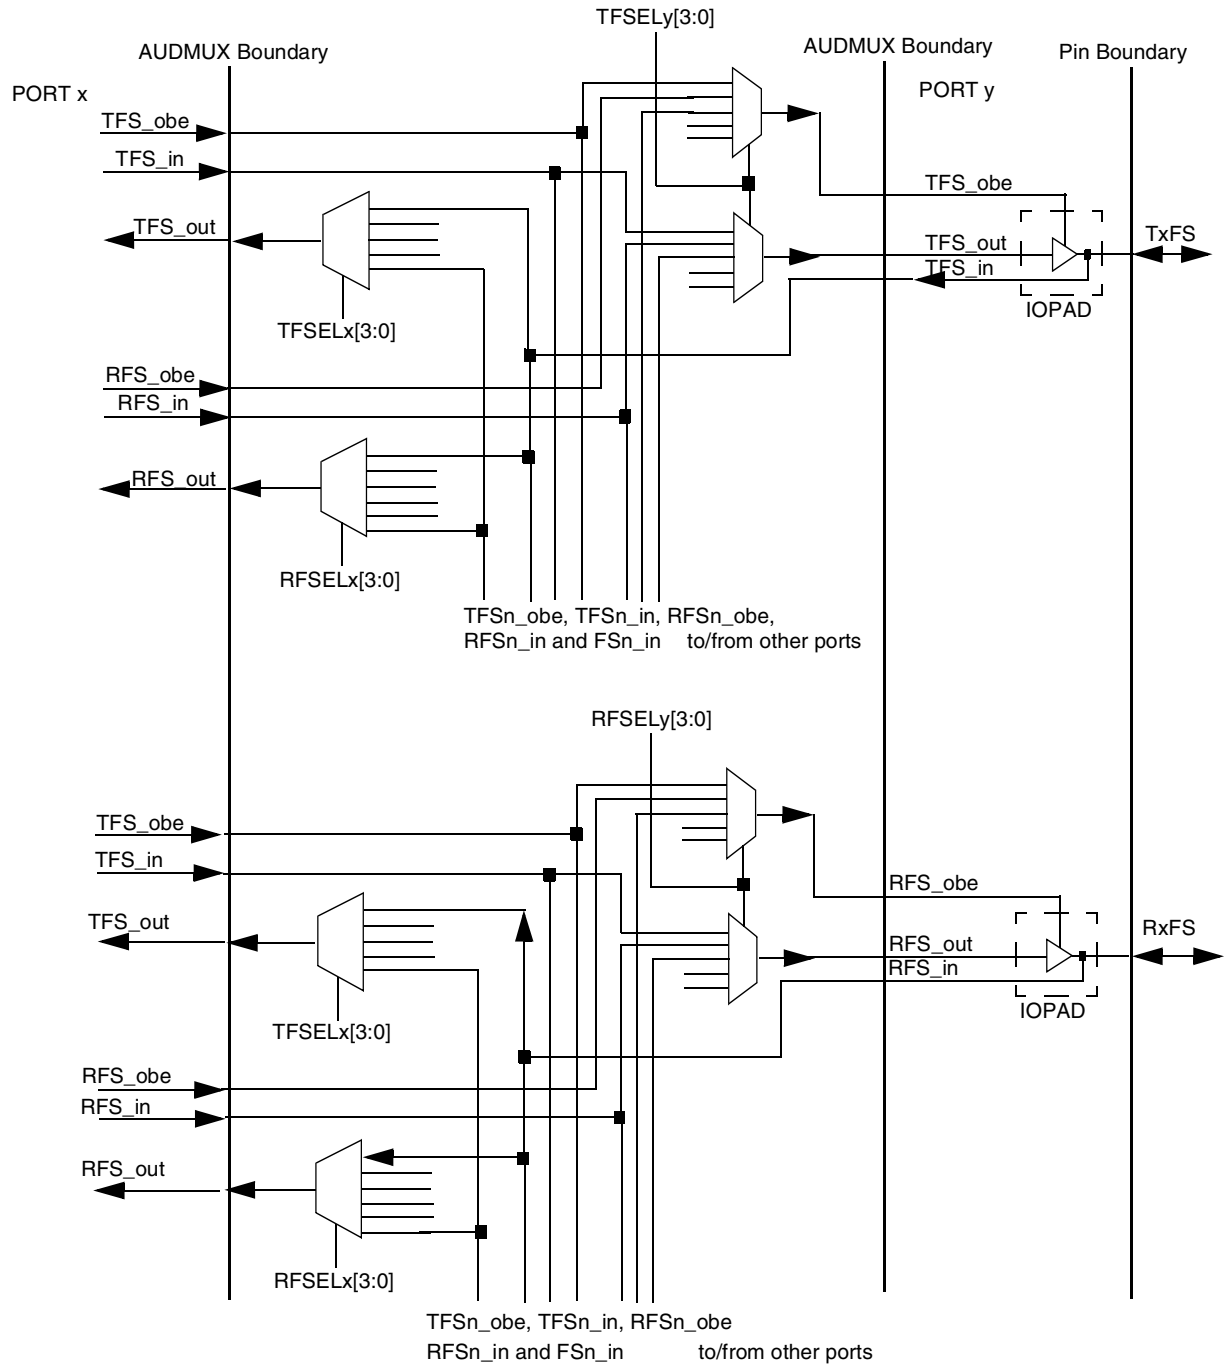 TFSELy[3:0]
AUDMUX Boundary
AUDMUX Boundary
Pin Boundary
PORT x
PORT y
TFS_obe
TFS_in
TFS_obe
TFS_out
TFS_out
TxFS
TFS_in
IOPAD
TFSELx[3:0]
RFS_obe
RFS_in
RFS_out
RFSELx[3:0]
TFSn_obe, TFSn_in, RFSn_obe,
RFSn_in and FSn_in to/from other ports
RFSELy[3:0]
TFS_obe
TFS_in
RFS_obe
TFS_out
RxFS
RFS_out
RFS_in
IOPAD
TFSELx[3:0]
RFS_obe
RFS_in
RFS_out
RFSELx[3:0]
TFSn_obe, TFSn_in, RFSn_obe
RFSn_in and FSn_in to/from other ports